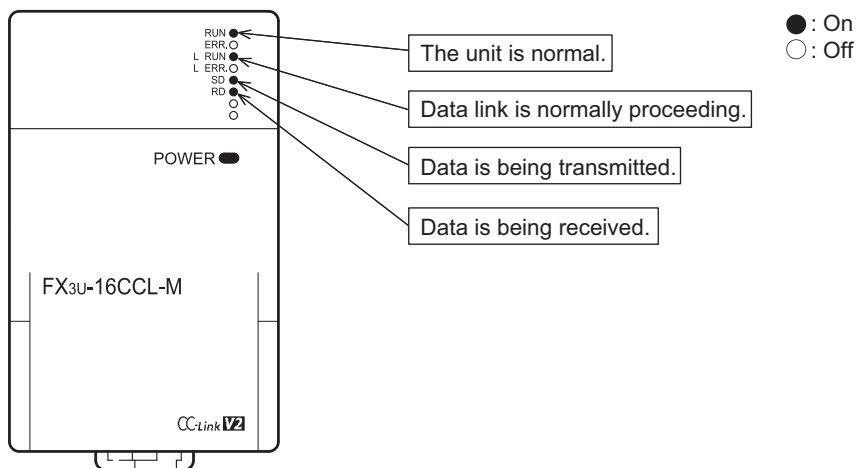 RUN
ERR.
L RUN
L ERR.
SD
RD
The unit is normal.
Data link is normally proceeding.
Data is being transmitted.
Data is being received.
: On
: Off
POWER
FX3U-16CCL-M
CC-Link V2